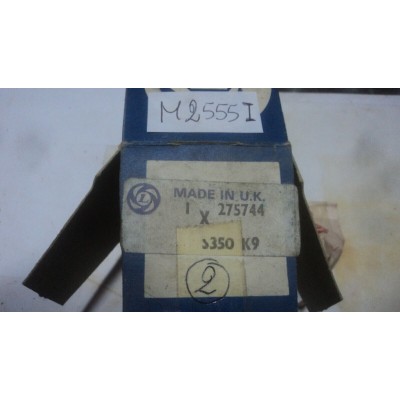 M2555I
L
MADE IN U.K.
1 X 275744
S350 K9
2